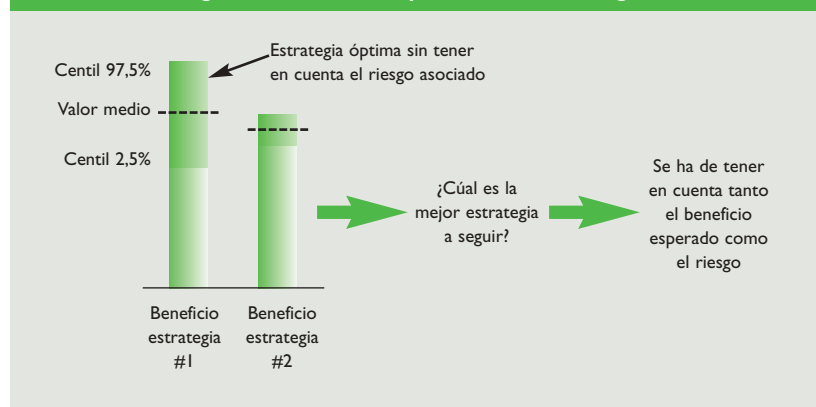 Centil 97,5%
Valor medio
Centil 2,5%
Estrategia óptima sin tener
en cuenta el riesgo asociado
¿Cúal es la
mejor estrategia
a seguir?
Se ha de tener
en cuenta tanto
el beneficio
esperado como
el riesgo
Beneficio
estrategia
#1
Beneficio
estrategia
#2